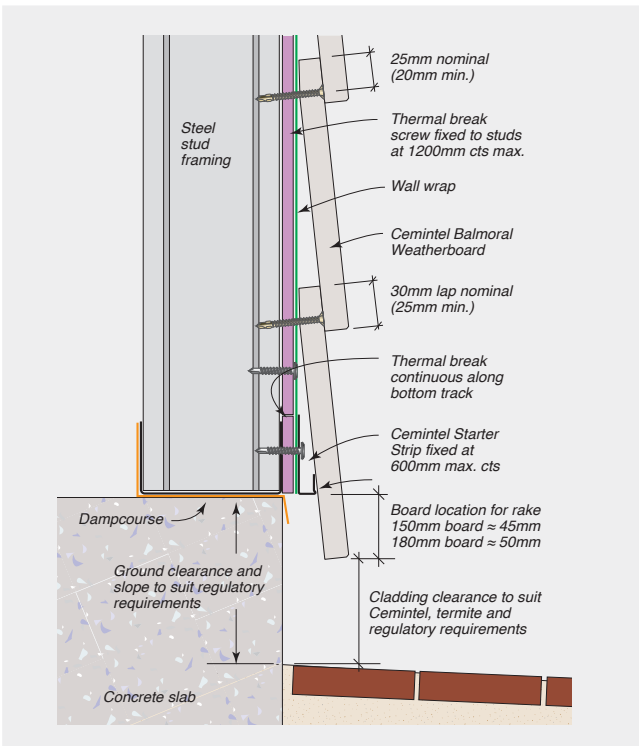 25mm nominal
(20mm min.)
Steel
stud
framing
Thermal break
screw fixed to studs
at 1200mm cts max.
Wall wrap
Cemintel Balmoral
Weatherboard
30mm lap nominal
(25mm min.)
Thermal break
continuous along
bottom track
Cemintel Starter
Strip fixed at
600mm max. cts
Dampcourse
Board location for rake
150mm board ≈ 45mm
180mm board ≈ 50mm
Ground clearance and
slope to suit regulatory
requirements
Cladding clearance to suit
Cemintel, termite and
regulatory requirements
Concrete slab